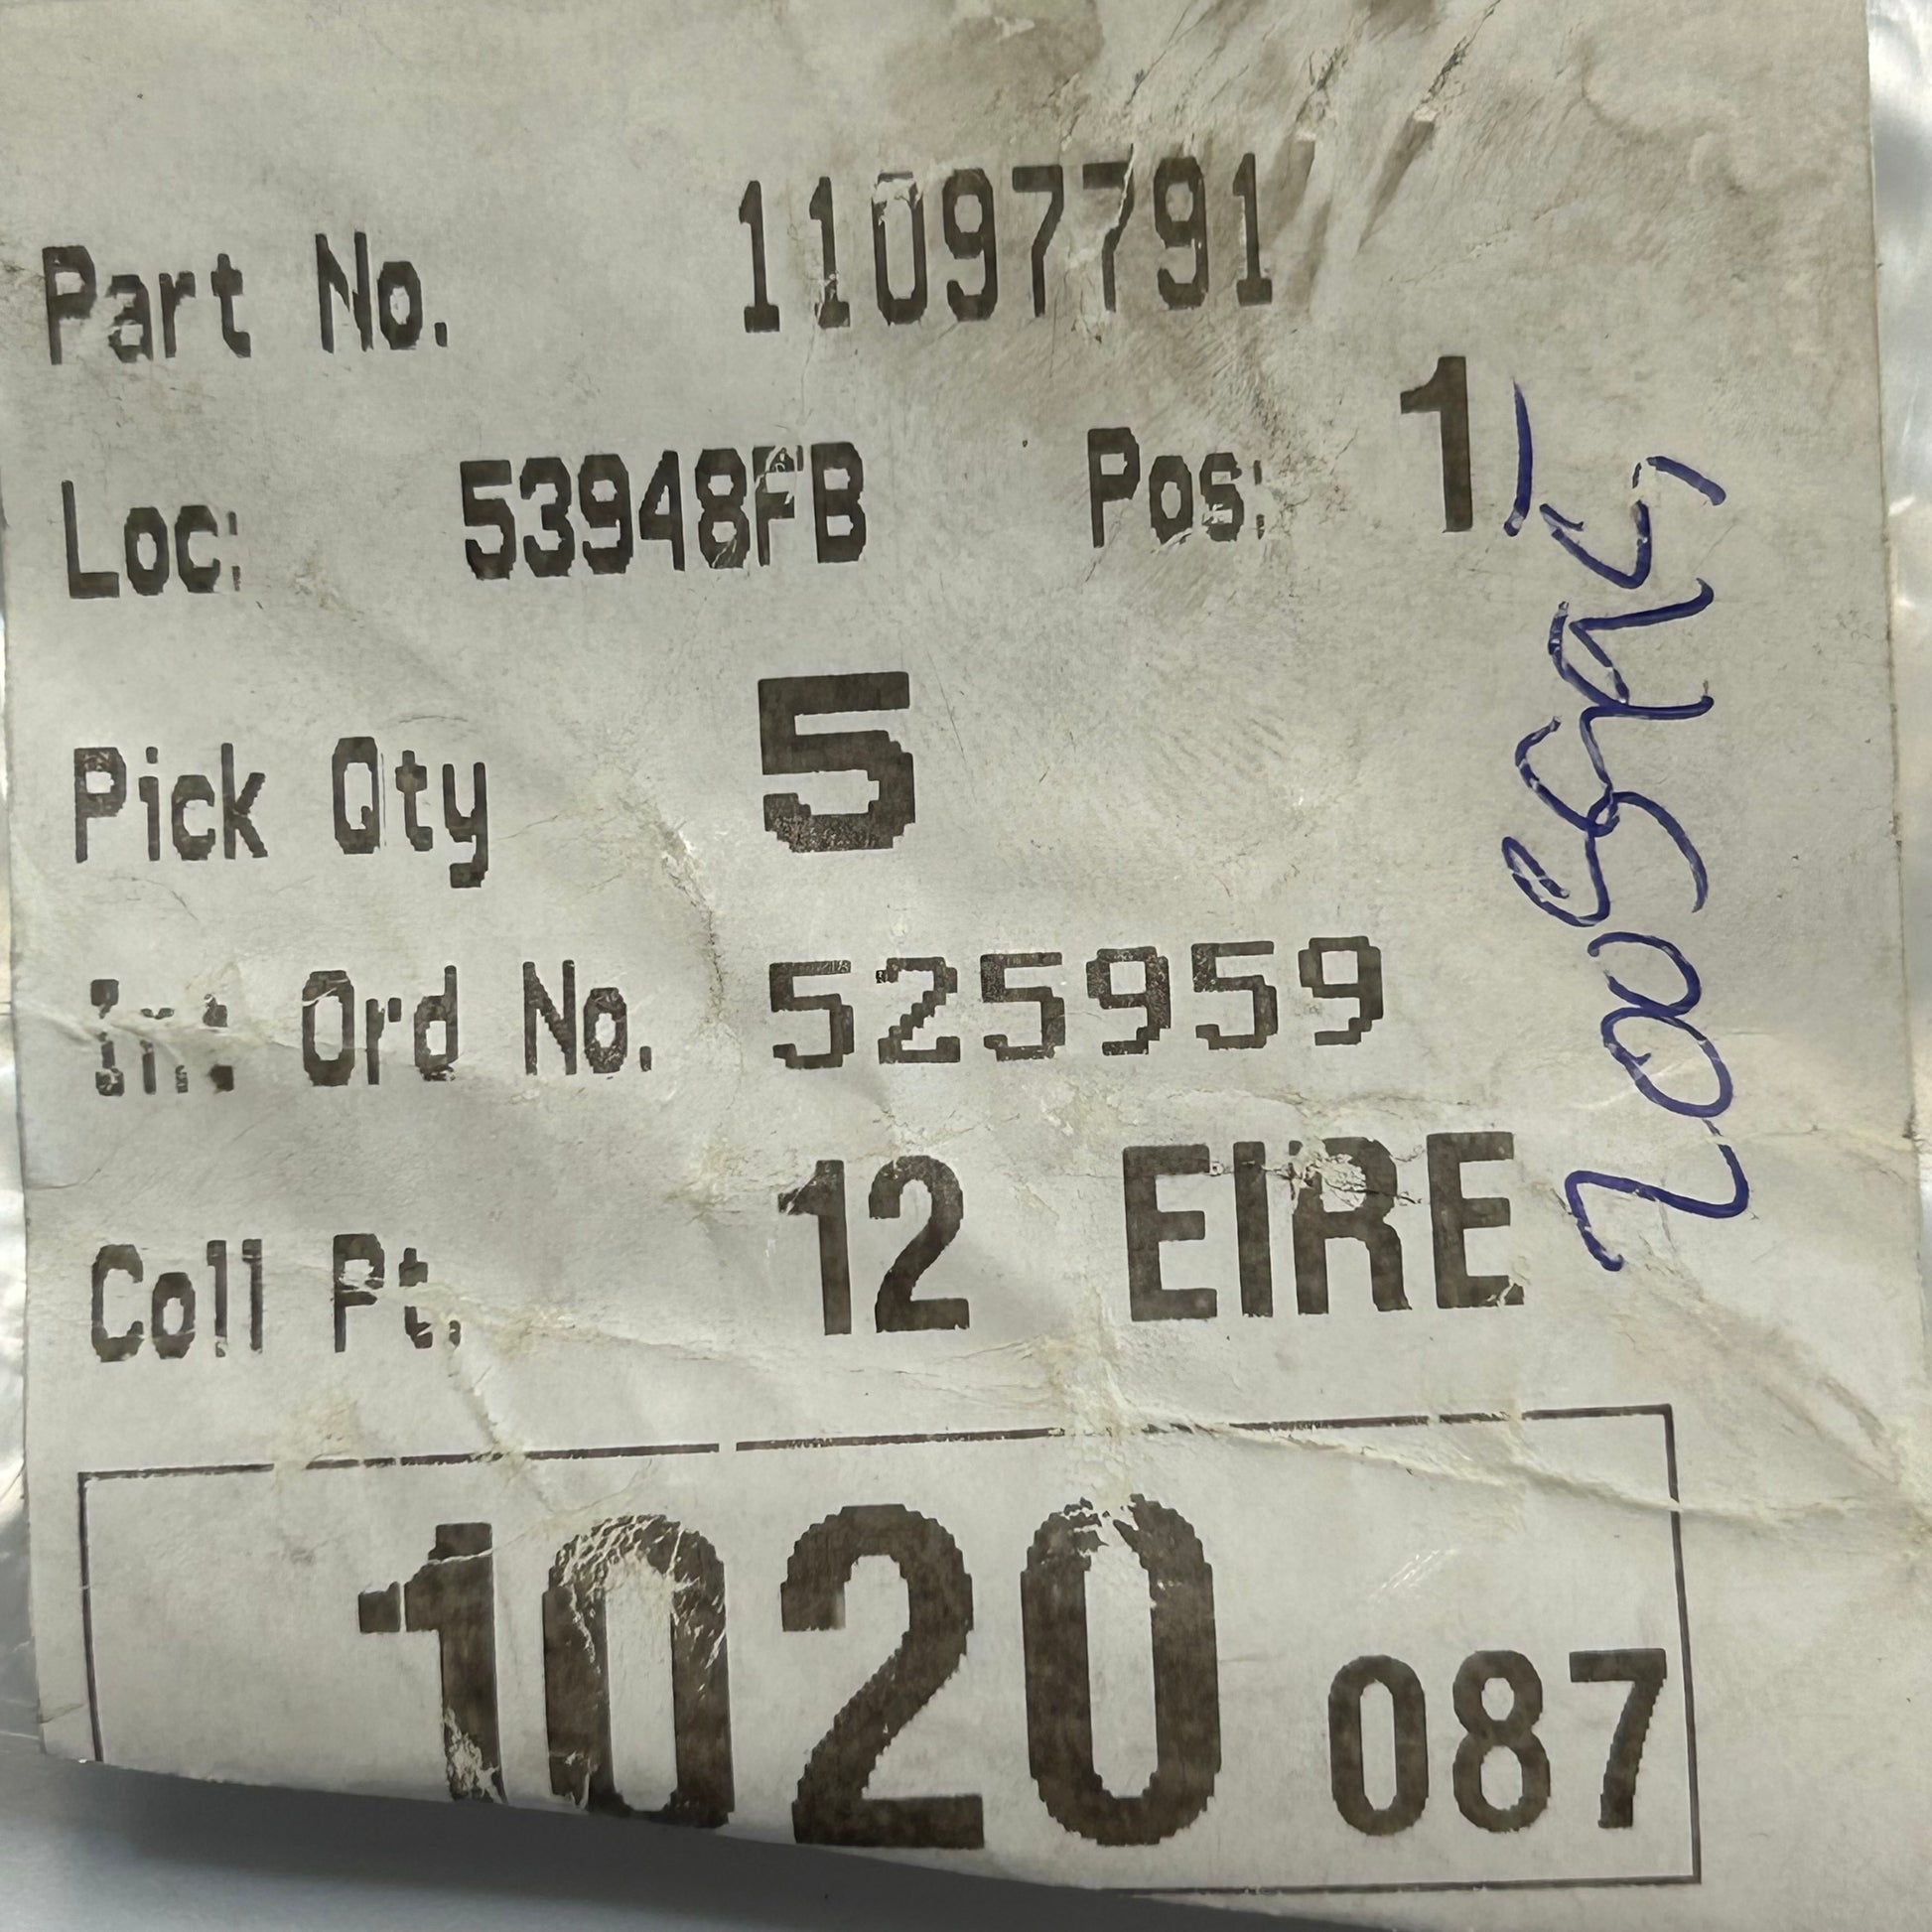 Part No. 11097791
Loc: 53948FB Pos: 1
Pick Qty 5
Int Ord No. 525959
Coll Pt. 12 EIRE
1020 087